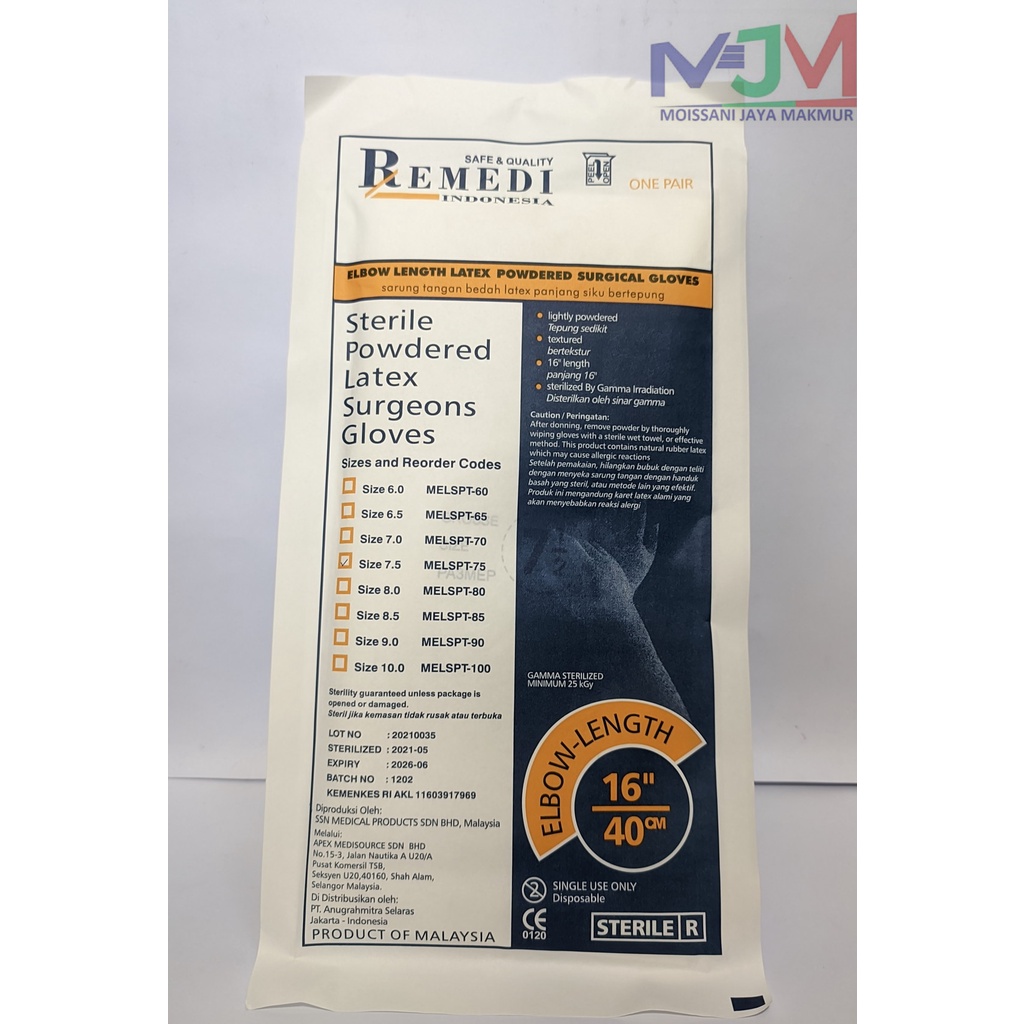 MJM
MOISSANI JAYA MAKMUR
SAFE & QUALITY
REMEDI
INDONESIA
PEEL OPEN
ONE PAIR
ELBOW LENGTH LATEX POWDERED SURGICAL GLOVES
sarung tangan bedah latex panjang siku bertepung
Sterile
Powdered
Latex
Surgeons
Gloves
Sizes and Reorder Codes
Size 6.0 MELSPT-60
Size 6.5 MELSPT-65
Size 7.0 MELSPT-70
Size 7.5 MELSPT-75
Size 8.0 MELSPT-80
Size 8.5 MELSPT-85
Size 9.0 MELSPT-90
Size 10.0 MELSPT-100
Sterility guaranteed unless package is
opened or damaged.
Steril jika kemasan tidak rusak atau terbuka
LOT NO : 20210035
STERILIZED : 2021-05
EXPIRY : 2026-06
BATCH NO : 1202
KEMENKES RI AKL 11603917969
Diproduksi Oleh:
SSN MEDICAL PRODUCTS SDN BHD, Malaysia
Melalui:
APEX MEDISOURCE SDN BHD
No.15-3, Jalan Nautika A U20/A
Pusat Komersil TSB,
Seksyen U20,40160, Shah Alam,
Selangor Malaysia.
Di Distribusikan oleh:
PT. Anugrahmitra Selaras
Jakarta - Indonesia
PRODUCT OF MALAYSIA
lightly powdered
Tepung sedikit
textured
bertekstur
16" length
panjang 16"
sterilized By Gamma Irradiation
Disterilkan oleh sinar gamma
Caution / Peringatan:
After donning, remove powder by thoroughly
wiping gloves with a sterile wet towel, or effective
method. This product contains natural rubber latex
which may cause allergic reactions
Setelah pemakaian, hilangkan bubuk dengan teliti
dengan menyeka sarung tangan dengan handuk
basah yang steril, atau metode lain yang efektif.
Produk ini mengandung karet latex alami yang
akan menyebabkan reaksi alergi
SIZE
РАЗМЕР
7 1/2
GAMMA STERILIZED
MINIMUM 25 kGy
ELBOW-LENGTH
16"
40CM
2
SINGLE USE ONLY
Disposable
CE
0120
STERILE R